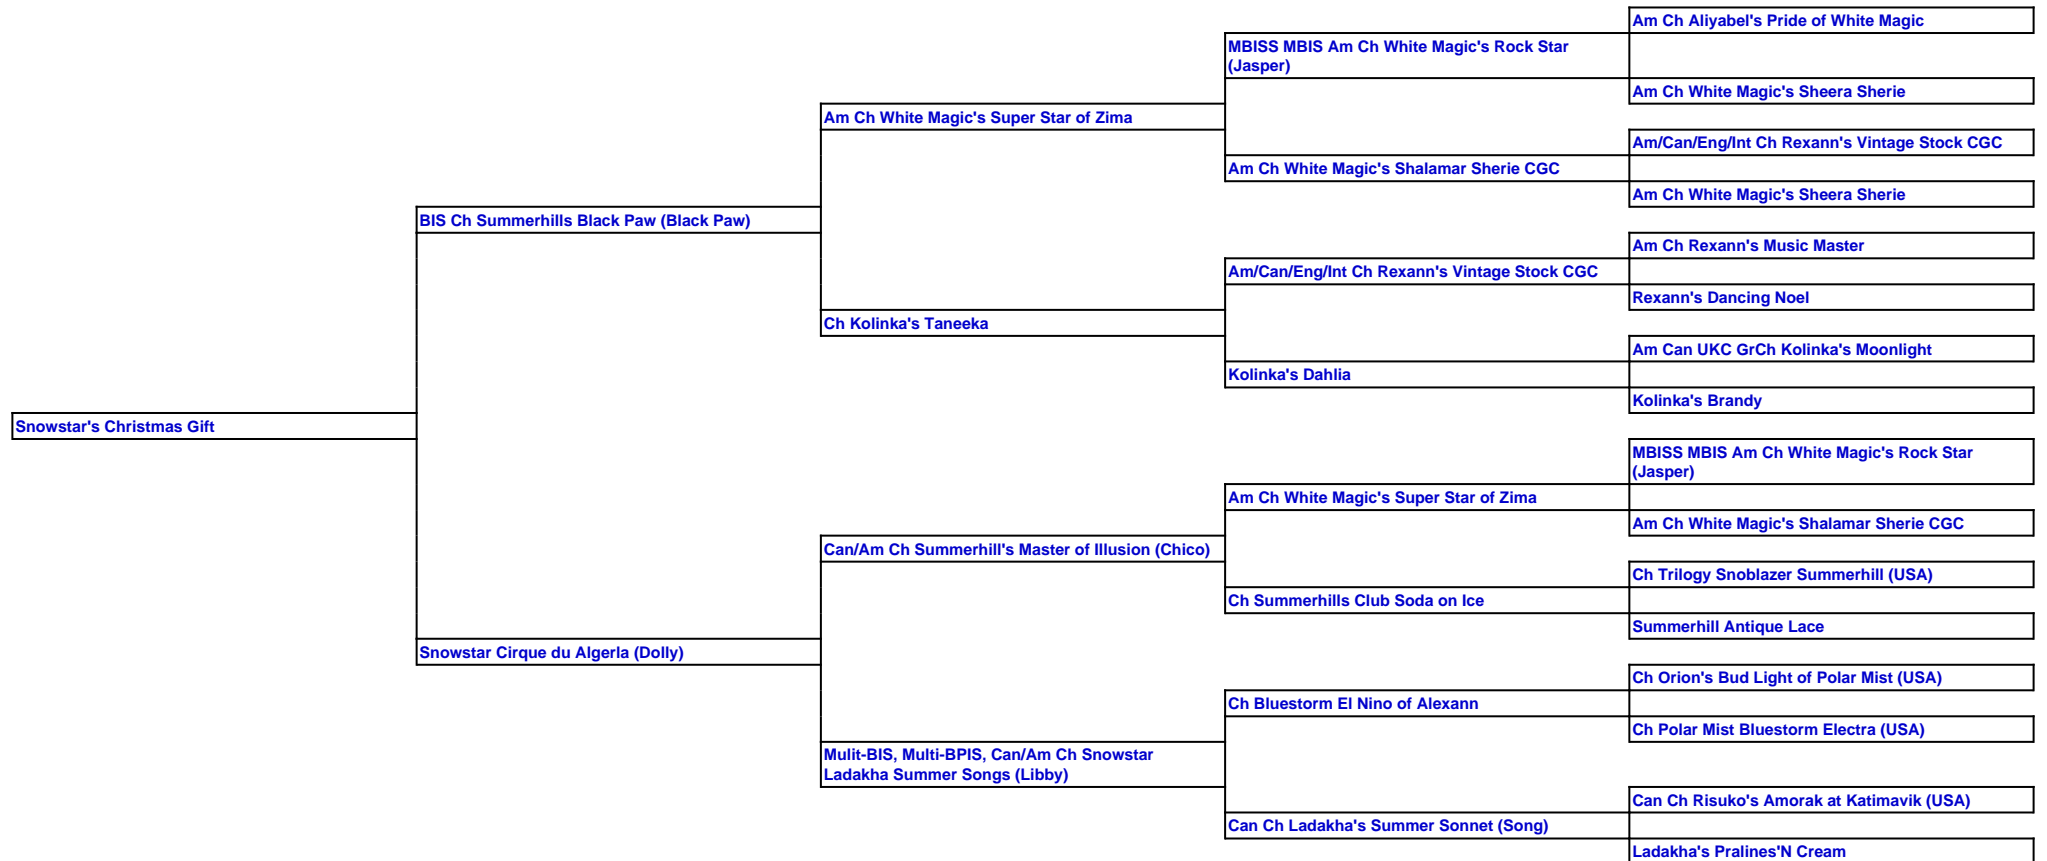 Am Ch Aliyabel's Pride of White Magic
MBISS MBIS Am Ch White Magic's Rock Star
(Jasper)
Am Ch White Magic's Sheera Sherie
Am Ch White Magic's Super Star of Zima
Am/Can/Eng/Int Ch Rexann's Vintage Stock CGC
Am Ch White Magic's Shalamar Sherie CGC
Am Ch White Magic's Sheera Sherie
BIS Ch Summerhills Black Paw (Black Paw)
Am Ch Rexann's Music Master
Am/Can/Eng/Int Ch Rexann's Vintage Stock CGC
Rexann's Dancing Noel
Ch Kolinka's Taneeka
Am Can UKC GrCh Kolinka's Moonlight
Kolinka's Dahlia
Kolinka's Brandy
Snowstar's Christmas Gift
MBISS MBIS Am Ch White Magic's Rock Star
(Jasper)
Am Ch White Magic's Super Star of Zima
Am Ch White Magic's Shalamar Sherie CGC
Can/Am Ch Summerhill's Master of Illusion (Chico)
Ch Trilogy Snoblazer Summerhill (USA)
Ch Summerhills Club Soda on Ice
Summerhill Antique Lace
Snowstar Cirque du Algerla (Dolly)
Ch Orion's Bud Light of Polar Mist (USA)
Ch Bluestorm El Nino of Alexann
Ch Polar Mist Bluestorm Electra (USA)
Mulit-BIS, Multi-BPIS, Can/Am Ch Snowstar
Ladakha Summer Songs (Libby)
Can Ch Risuko's Amorak at Katimavik (USA)
Can Ch Ladakha's Summer Sonnet (Song)
Ladakha's Pralines'N Cream